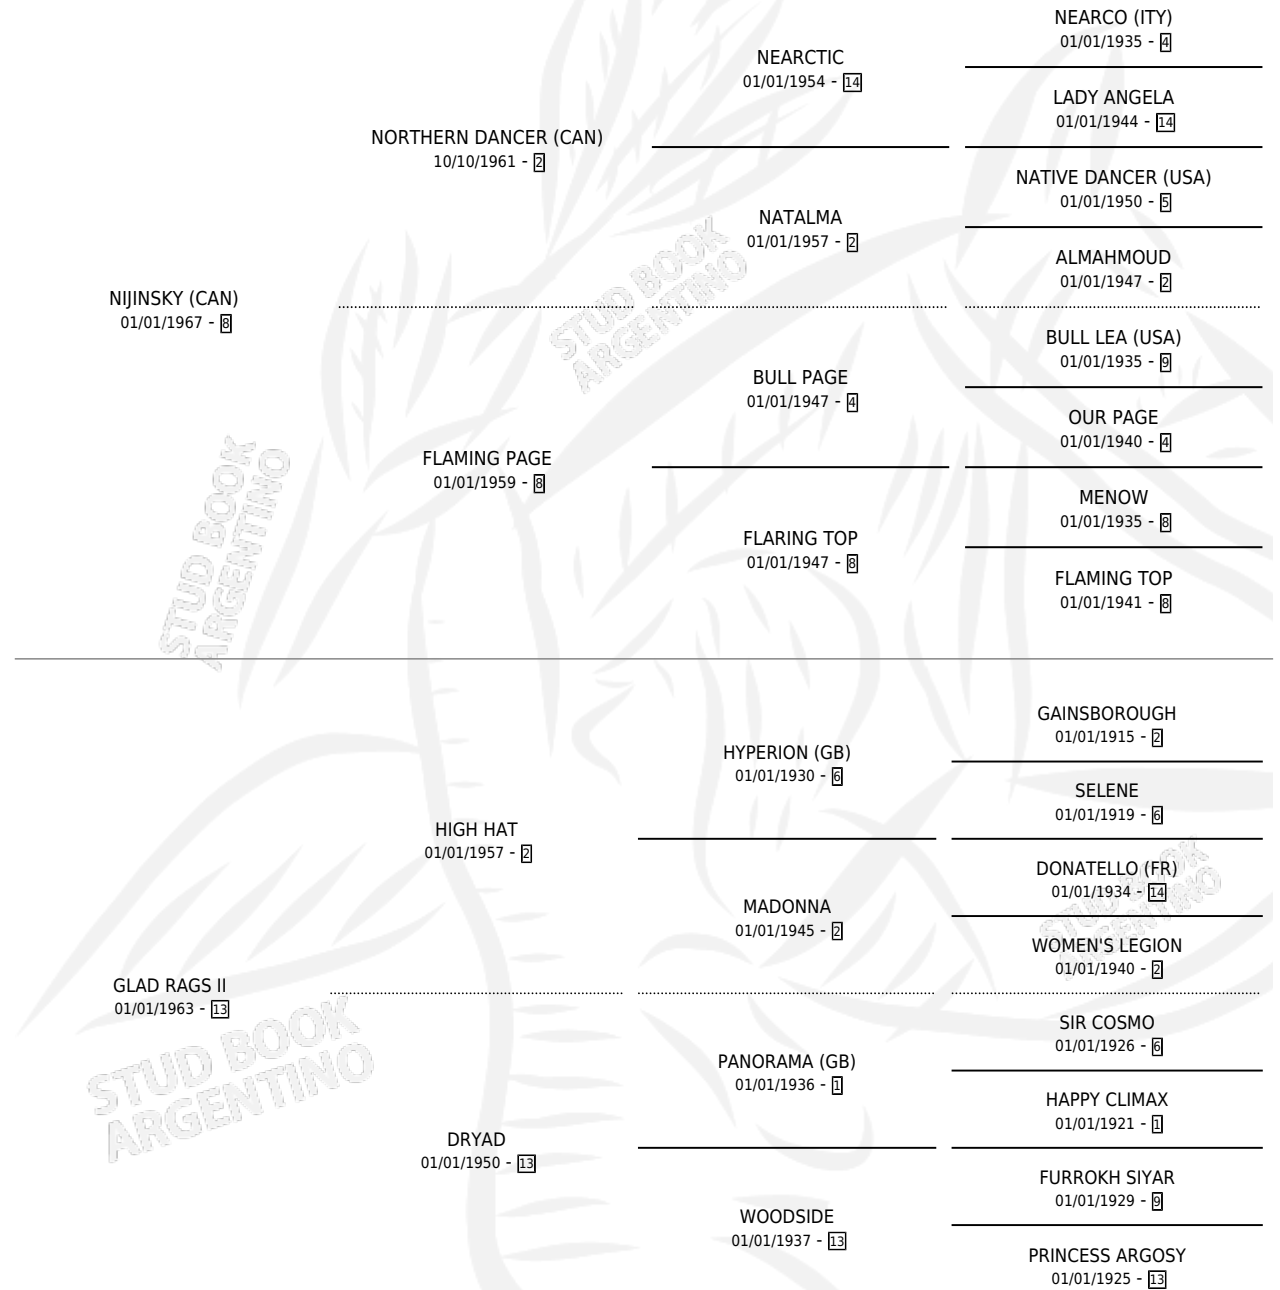 NEARCO (ITY)
01/01/1935 - 4
NEARCTIC
01/01/1954 - 14
LADY ANGELA
01/01/1944 - 14
NORTHERN DANCER (CAN)
10/10/1961 - 2
NATIVE DANCER (USA)
01/01/1950 - 5
NATALMA
01/01/1957 - 2
ALMAHMOUD
01/01/1947 - 2
NIJINSKY (CAN)
01/01/1967 - 8
BULL LEA (USA)
01/01/1935 - 9
BULL PAGE
01/01/1947 - 4
OUR PAGE
01/01/1940 - 4
FLAMING PAGE
01/01/1959 - 8
MENOW
01/01/1935 - 8
FLARING TOP
01/01/1947 - 8
FLAMING TOP
01/01/1941 - 8
GAINSBOROUGH
01/01/1915 - 2
HYPERION (GB)
01/01/1930 - 6
SELENE
01/01/1919 - 6
HIGH HAT
01/01/1957 - 2
DONATELLO (FR)
01/01/1934 - 14
MADONNA
01/01/1945 - 2
WOMEN'S LEGION
01/01/1940 - 2
GLAD RAGS II
01/01/1963 - 13
SIR COSMO
01/01/1926 - 6
PANORAMA (GB)
01/01/1936 - 1
HAPPY CLIMAX
01/01/1921 - 1
DRYAD
01/01/1950 - 13
FURROKH SIYAR
01/01/1929 - 9
WOODSIDE
01/01/1937 - 13
PRINCESS ARGOSY
01/01/1925 - 13
STUD BOOK
ARGENTINO
STUD BOOK
ARGENTINO
STUD BOOK
ARGENTINO
STUD BOOK
ARGENTINO